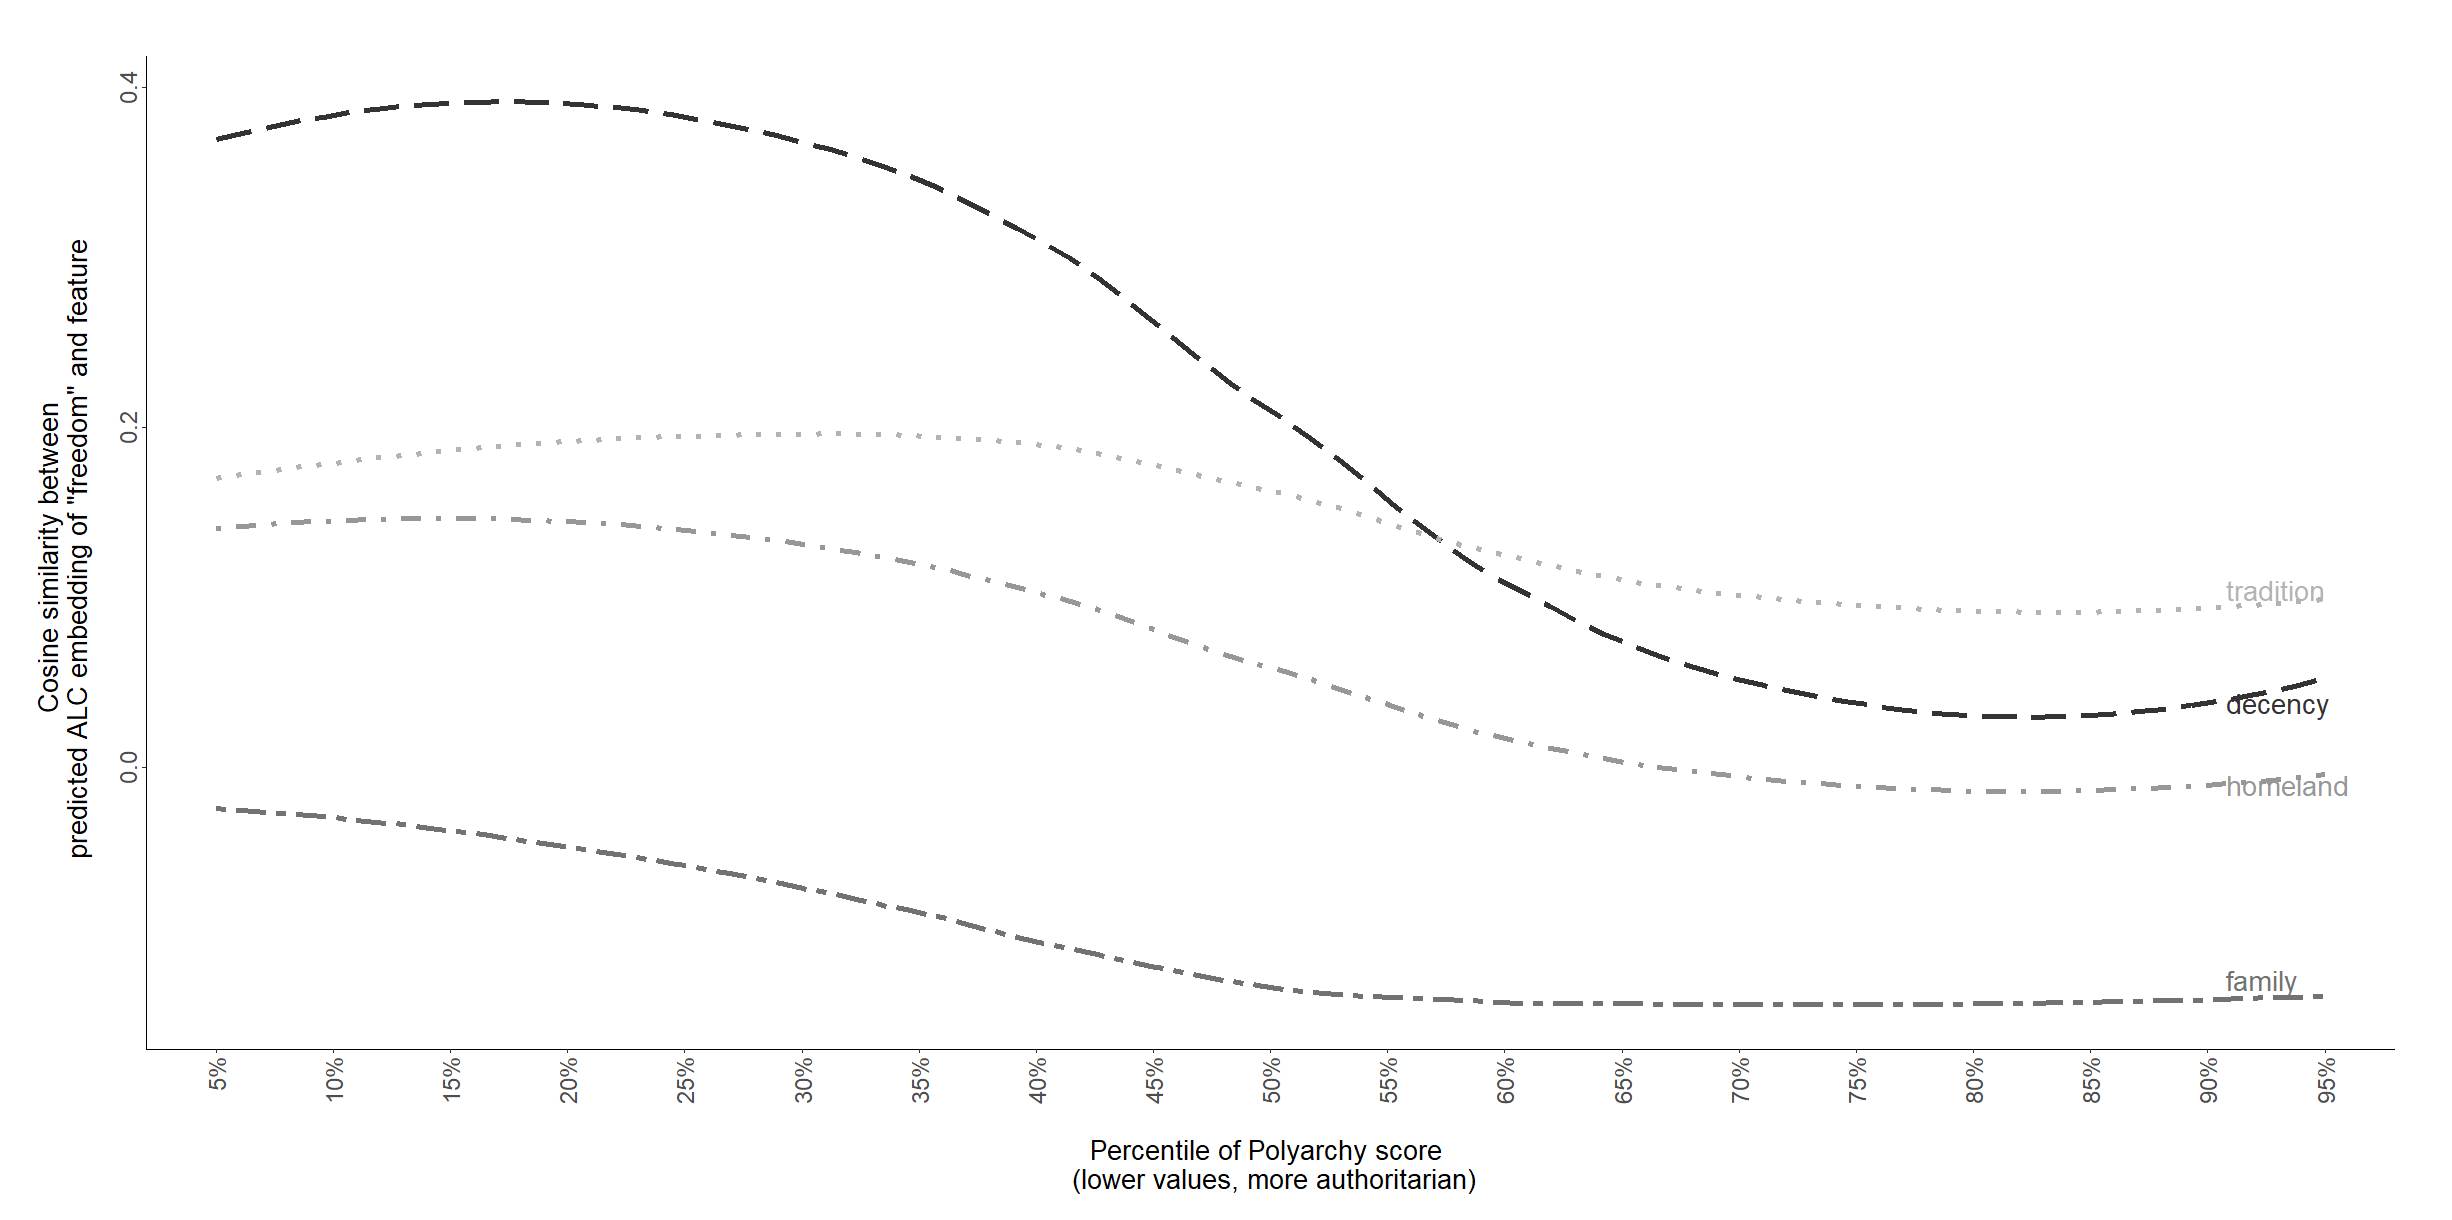 Cosine similarity between
predicted ALC embedding of "freedom" and feature
0.4
0.2
0.0
tradition
decency
homeland
family
5%
10%
15%
20%
25%
30%
35%
40%
45%
50%
55%
60%
65%
70%
75%
80%
85%
90%
95%
Percentile of Polyarchy score
(lower values, more authoritarian)